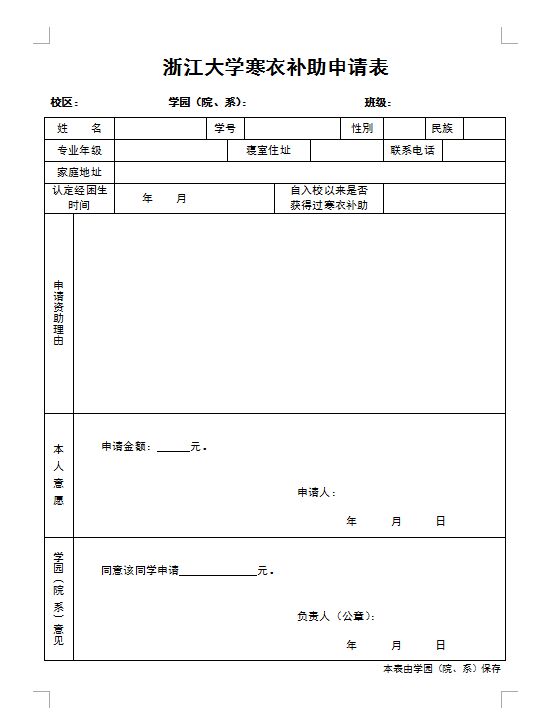 浙江大学寒衣补助申请表
校区： 学园（院、系）： 班级：
姓 名 学号 性别 民族
专业年级 寝室住址 联系电话
家庭地址
认定经困生时间 年 月 自入校以来是否获得过寒衣补助
申请资助理由
本人意愿
申请金额：______元。
申请人：
年 月 日
学园（院系）意见
同意该同学申请______________元。
负责人（公章）：
年 月 日
本表由学园（院、系）保存